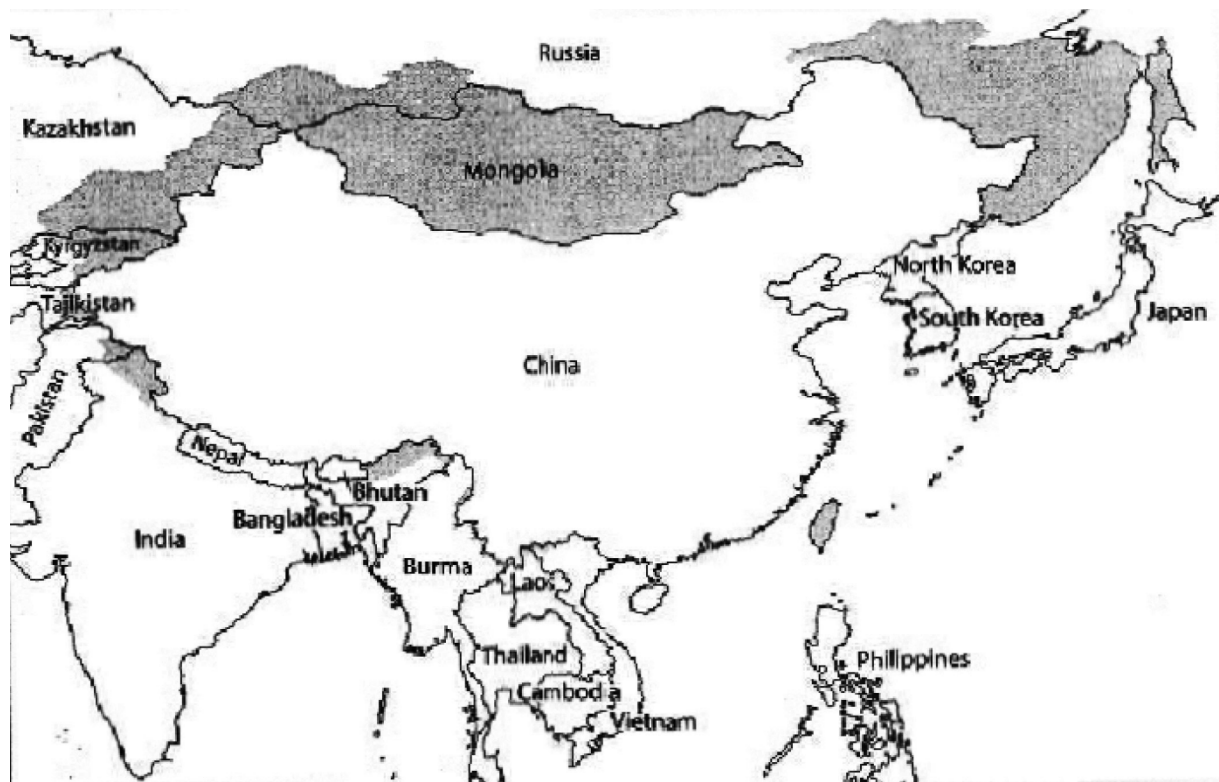 Russia
Kazakhstan
Mongolia
Kyrgyzstan
North Korea
Tajikistan
South Korea
Japan
China
Pakistan
Nepal
Bhutan
Bangladesh
India
Burma
Laos
Thailand
Philippines
Cambodia
Vietnam